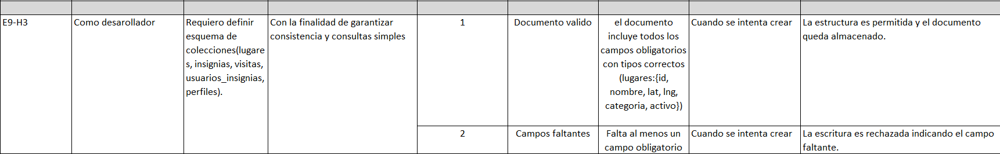 E9-H3
Como desarollador
Requiero definir
esquema de
colecciones(lugare
s, insignias, visitas,
usuarios_insignias,
perfiles).
Con la finalidad de garantizar
consistencia y consultas simples
1
Documento valido
el documento
incluye todos los
campos obligatorios
con tipos correctos
(lugares:{id,
nombre, lat, lng,
categoria, activo})
Cuando se intenta crear
La estructura es permitida y el documento
queda almacenado.
2
Campos faltantes
Falta al menos un
campo obligatorio
Cuando se intenta crear
La escritura es rechazada indicando el campo
faltante.